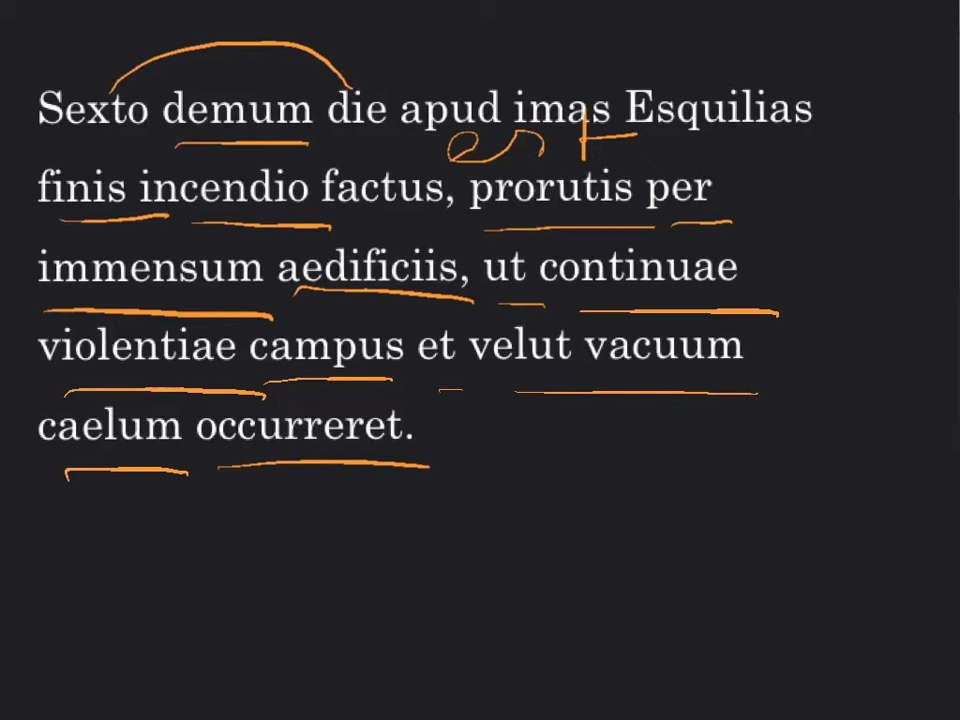 Sexto demum die apud imas Esquilias
est
finis incendio factus, prorutis per
immensum aedificiis, ut continuae
violentiae campus et velut vacuum
caelum occurreret.